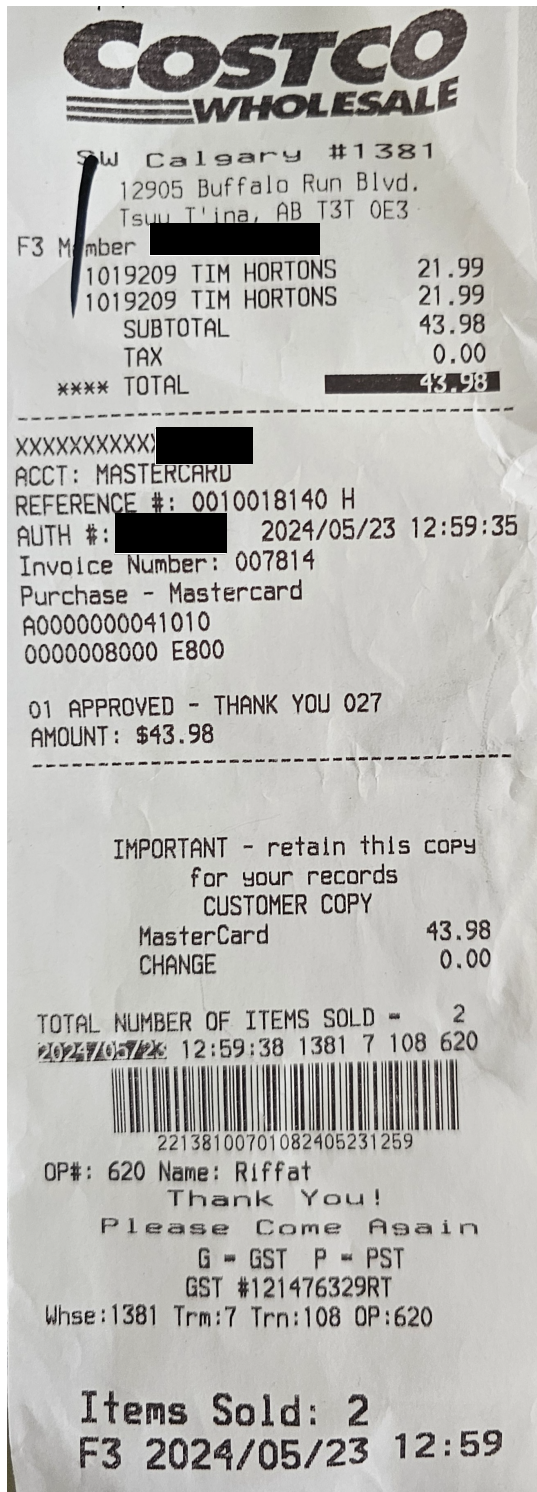 COSTCO
WHOLESALE
SW Calgary #1381
12905 Buffalo Run Blvd.
Tsuu T'ina, AB T3T 0E3
F3 Member
1019209 TIM HORTONS 21.99
1019209 TIM HORTONS 21.99
SUBTOTAL 43.98
TAX 0.00
**** TOTAL 43.98
XXXXXXXXXXX
ACCT: MASTERCARD
REFERENCE #: 0010018140 H
AUTH #: 2024/05/23 12:59:35
Invoice Number: 007814
Purchase - Mastercard
A0000000041010
0000008000 E800
01 APPROVED - THANK YOU 027
AMOUNT: $43.98
IMPORTANT - retain this copy
for your records
CUSTOMER COPY
MasterCard 43.98
CHANGE 0.00
TOTAL NUMBER OF ITEMS SOLD = 2
2024/05/23 12:59:38 1381 7 108 620
22138100701082405231259
OP#: 620 Name: Riffat
Thank You!
Please Come Again
G = GST P = PST
GST #121476329RT
Whse:1381 Trm:7 Trn:108 OP:620
Items Sold: 2
F3 2024/05/23 12:59